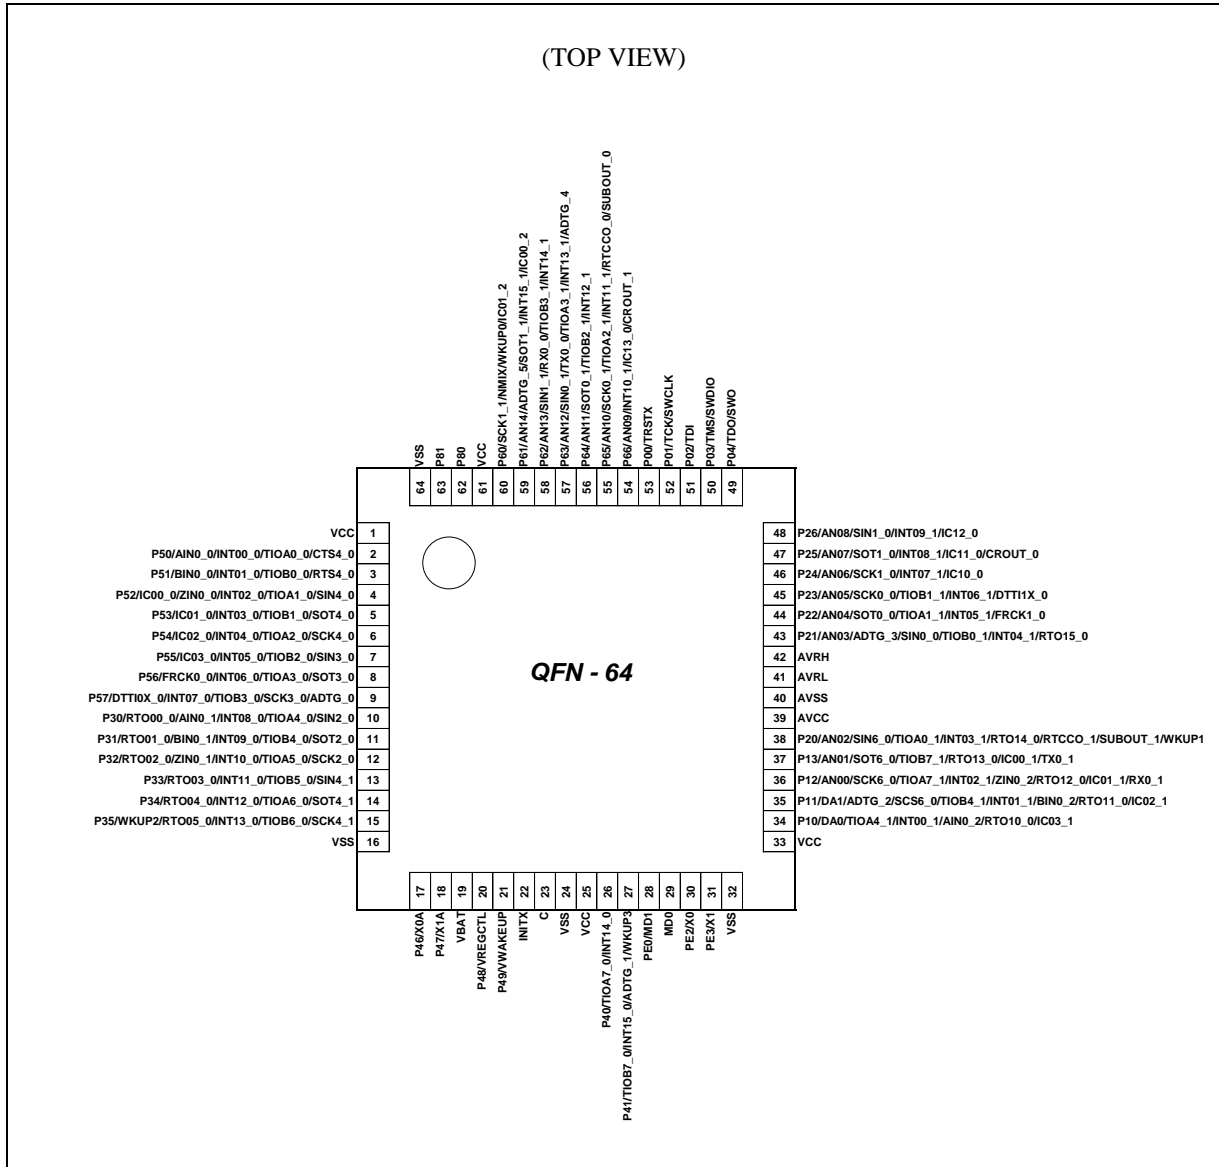 (TOP VIEW)
VSS
P81
P80
VCC
P60/SCK1_1/NMIX/WKUP0/IC01_2
P61/AN14/ADTG_5/SOT1_1/INT15_1/IC00_2
P62/AN13/SIN1_1/RX0_0/TIOB3_1/INT14_1
P63/AN12/SIN0_1/TX0_0/TIOA3_1/INT13_1/ADTG_4
P64/AN11/SOT0_1/TIOB2_1/INT12_1
P65/AN10/SCK0_1/TIOA2_1/INT11_1/RTCCO_0/SUBOUT_0
P66/AN09/INT10_1/IC13_0/CROUT_1
P00/TRSTX
P01/TCK/SWCLK
P02/TDI
P03/TMS/SWDIO
P04/TDO/SWO
64 63 62 61 60 59 58 57 56 55 54 53 52 51 50 49
VCC 1
P50/AIN0_0/INT00_0/TIOA0_0/CTS4_0 2
P51/BIN0_0/INT01_0/TIOB0_0/RTS4_0 3
P52/IC00_0/ZIN0_0/INT02_0/TIOA1_0/SIN4_0 4
P53/IC01_0/INT03_0/TIOB1_0/SOT4_0 5
P54/IC02_0/INT04_0/TIOA2_0/SCK4_0 6
P55/IC03_0/INT05_0/TIOB2_0/SIN3_0 7
P56/FRCK0_0/INT06_0/TIOA3_0/SOT3_0 8
P57/DTTI0X_0/INT07_0/TIOB3_0/SCK3_0/ADTG_0 9
P30/RTO00_0/AIN0_1/INT08_0/TIOA4_0/SIN2_0 10
P31/RTO01_0/BIN0_1/INT09_0/TIOB4_0/SOT2_0 11
P32/RTO02_0/ZIN0_1/INT10_0/TIOA5_0/SCK2_0 12
P33/RTO03_0/INT11_0/TIOB5_0/SIN4_1 13
P34/RTO04_0/INT12_0/TIOA6_0/SOT4_1 14
P35/WKUP2/RTO05_0/INT13_0/TIOB6_0/SCK4_1 15
VSS 16
QFN - 64
48 P26/AN08/SIN1_0/INT09_1/IC12_0
47 P25/AN07/SOT1_0/INT08_1/IC11_0/CROUT_0
46 P24/AN06/SCK1_0/INT07_1/IC10_0
45 P23/AN05/SCK0_0/TIOB1_1/INT06_1/DTTI1X_0
44 P22/AN04/SOT0_0/TIOA1_1/INT05_1/FRCK1_0
43 P21/AN03/ADTG_3/SIN0_0/TIOB0_1/INT04_1/RTO15_0
42 AVRH
41 AVRL
40 AVSS
39 AVCC
38 P20/AN02/SIN6_0/TIOA0_1/INT03_1/RTO14_0/RTCCO_1/SUBOUT_1/WKUP1
37 P13/AN01/SOT6_0/TIOB7_1/RTO13_0/IC00_1/TX0_1
36 P12/AN00/SCK6_0/TIOA7_1/INT02_1/ZIN0_2/RTO12_0/IC01_1/RX0_1
35 P11/DA1/ADTG_2/SCS6_0/TIOB4_1/INT01_1/BIN0_2/RTO11_0/IC02_1
34 P10/DA0/TIOA4_1/INT00_1/AIN0_2/RTO10_0/IC03_1
33 VCC
17 18 19 20 21 22 23 24 25 26 27 28 29 30 31 32
P46/X0A
P47/X1A
VBAT
P48/VREGCTL
P49/VWAKEUP
INITX
C
VSS
VCC
P40/TIOA7_0/INT14_0
P41/TIOB7_0/INT15_0/ADTG_1/WKUP3
PE0/MD1
MD0
PE2/X0
PE3/X1
VSS